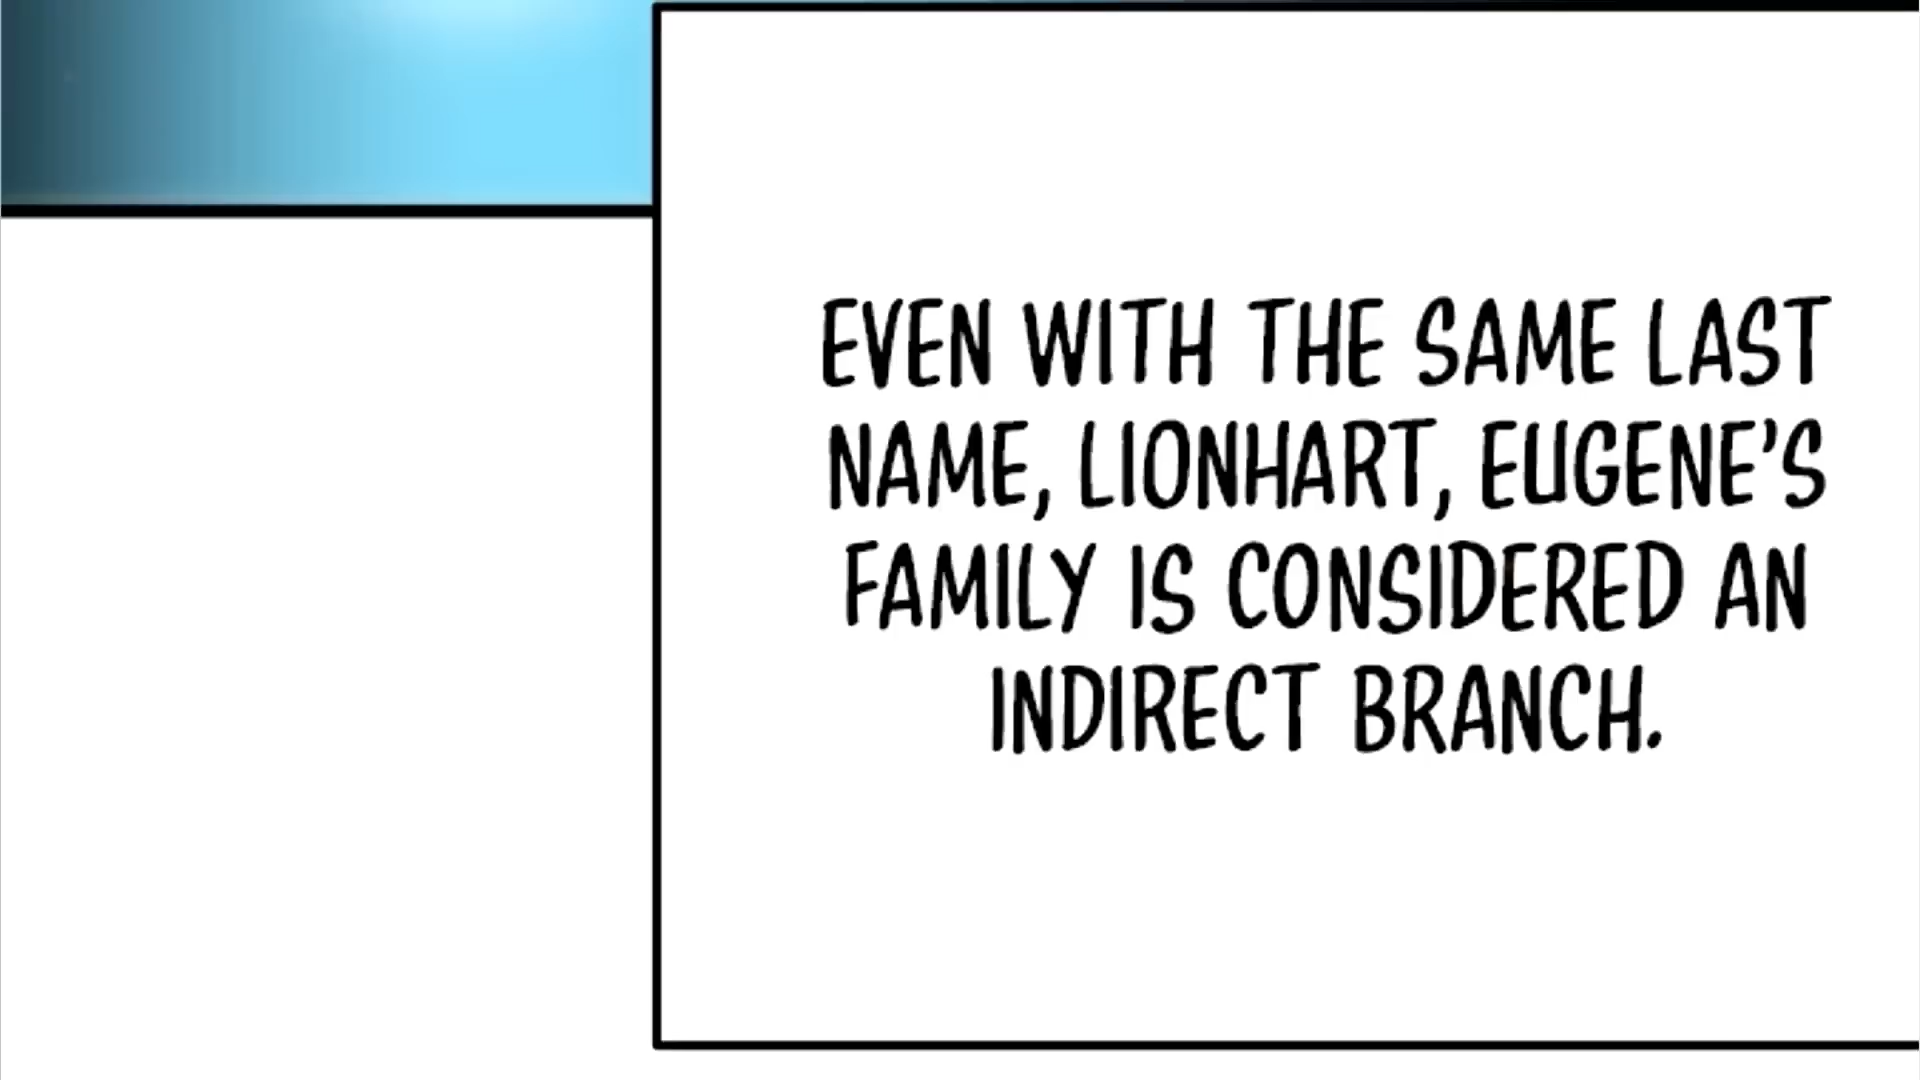 EVEN WITH THE SAME LAST
NAME, LIONHART, EUGENE'S
FAMILY IS CONSIDERED AN
INDIRECT BRANCH.